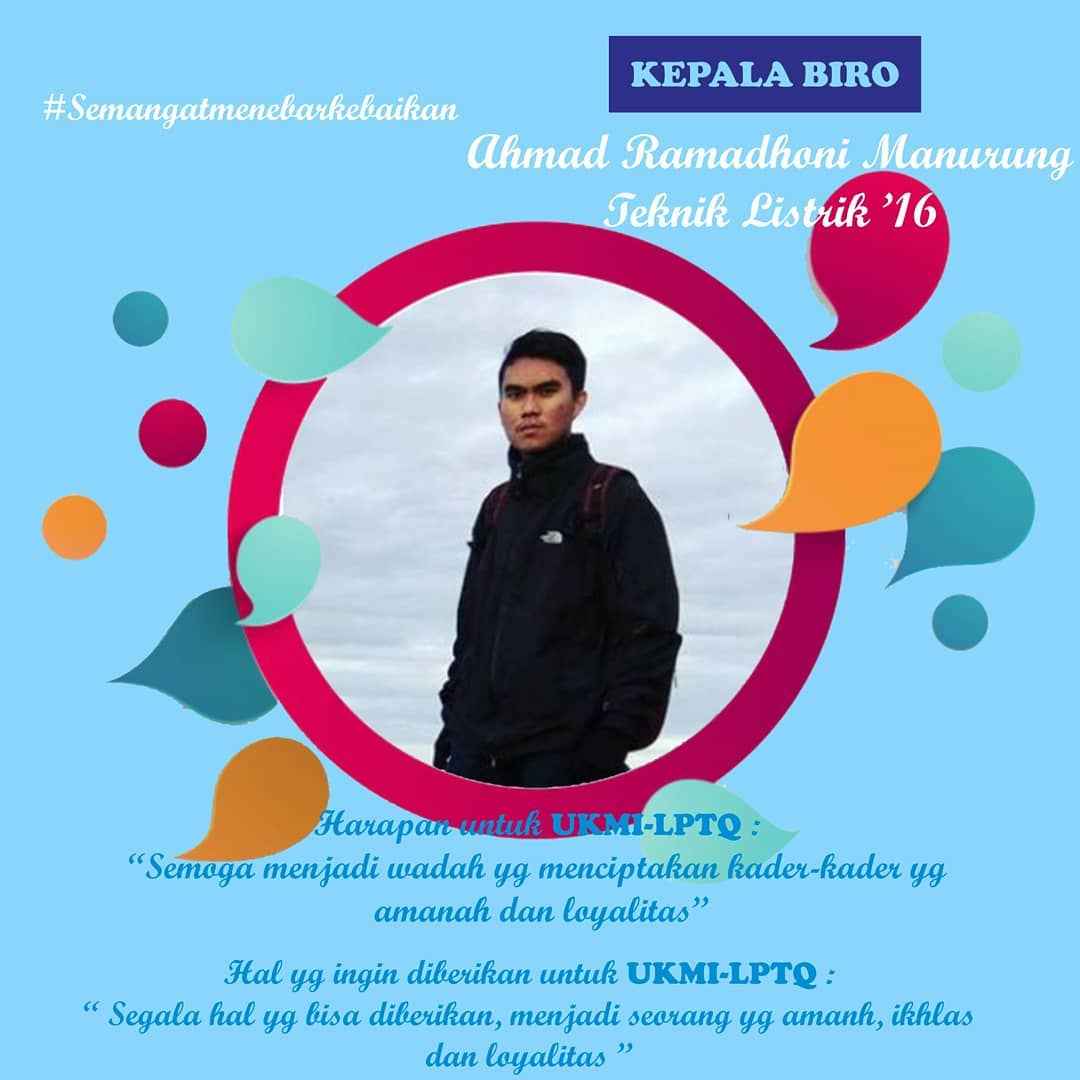 KEPALA BIRO
#Semangatmenebarkebaikan
Ahmad Ramadhoni Manurung
Teknik Listrik ’16
Harapan untuk UKMI-LPTQ :
“Semoga menjadi wadah yg menciptakan kader-kader yg
amanah dan loyalitas”
Hal yg ingin diberikan untuk UKMI-LPTQ :
“ Segala hal yg bisa diberikan, menjadi seorang yg amanh, ikhlas
dan loyalitas ”